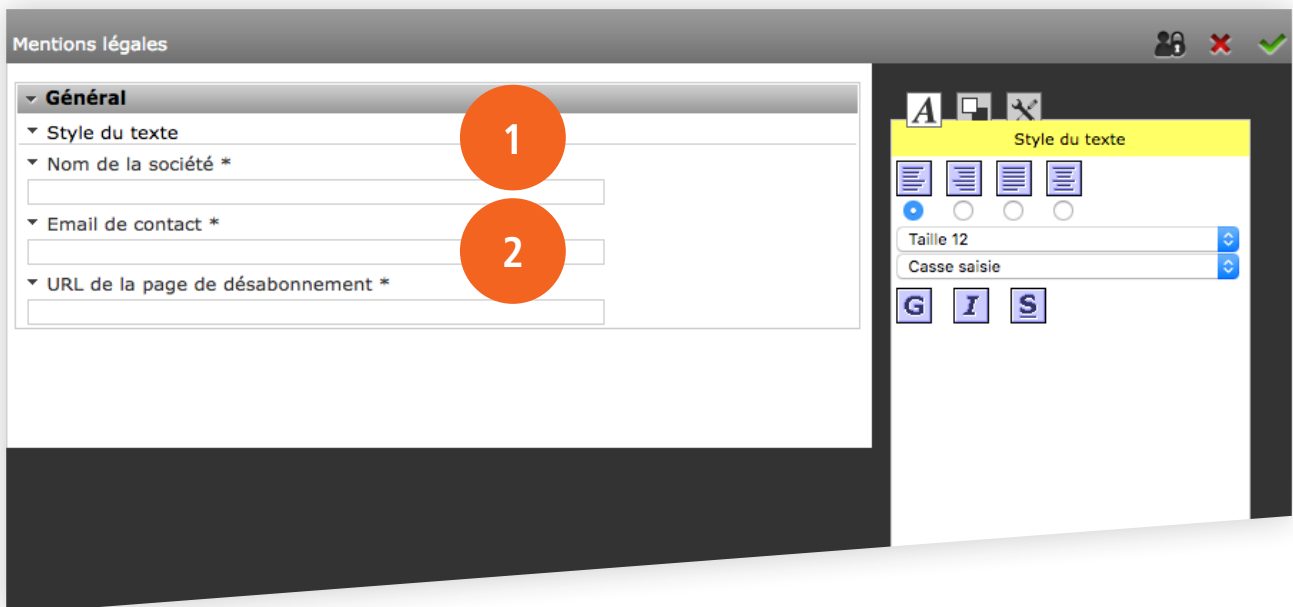 Mentions légales
Général
Style du texte
1
Nom de la société *
Email de contact *
2
URL de la page de désabonnement *
A
Style du texte
Taille 12
Casse saisie
G I S